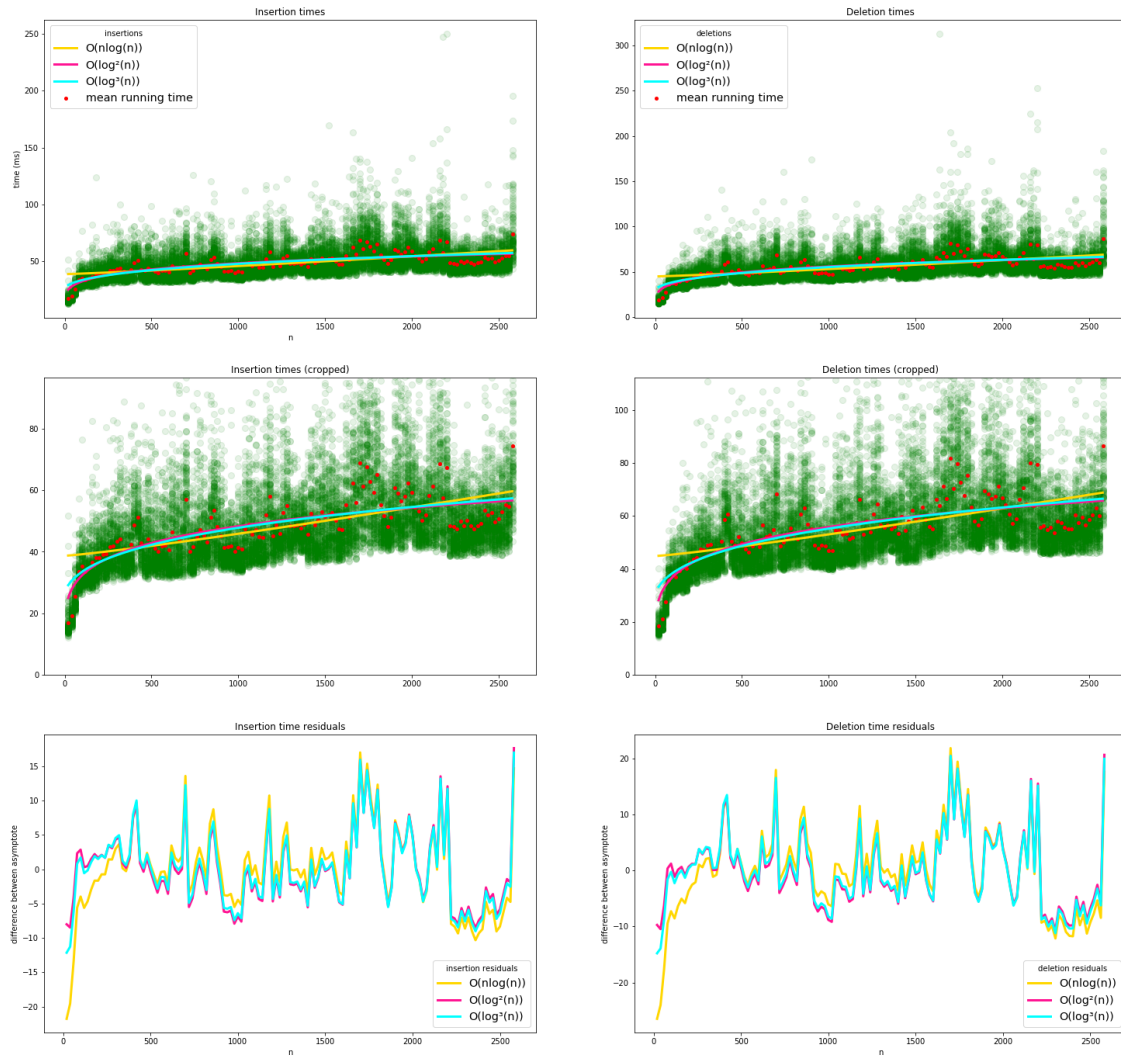 Insertion times
250
200
150
100
50
time (ms)
insertions
O(nlog(n))
O(log²(n))
O(log³(n))
mean running time
0
500
1000
1500
2000
2500
n
Deletion times
300
250
200
150
100
50
0
deletions
O(nlog(n))
O(log²(n))
O(log³(n))
mean running time
0
500
1000
1500
2000
2500
Insertion times (cropped)
80
60
40
20
0
0
500
1000
1500
2000
2500
Deletion times (cropped)
100
80
60
40
20
0
0
500
1000
1500
2000
2500
Insertion time residuals
15
10
5
0
−5
−10
−15
−20
difference between asymptote
insertion residuals
O(nlog(n))
O(log²(n))
O(log³(n))
0
500
1000
1500
2000
2500
n
Deletion time residuals
20
10
0
−10
−20
difference between asymptote
deletion residuals
O(nlog(n))
O(log²(n))
O(log³(n))
0
500
1000
1500
2000
2500
n